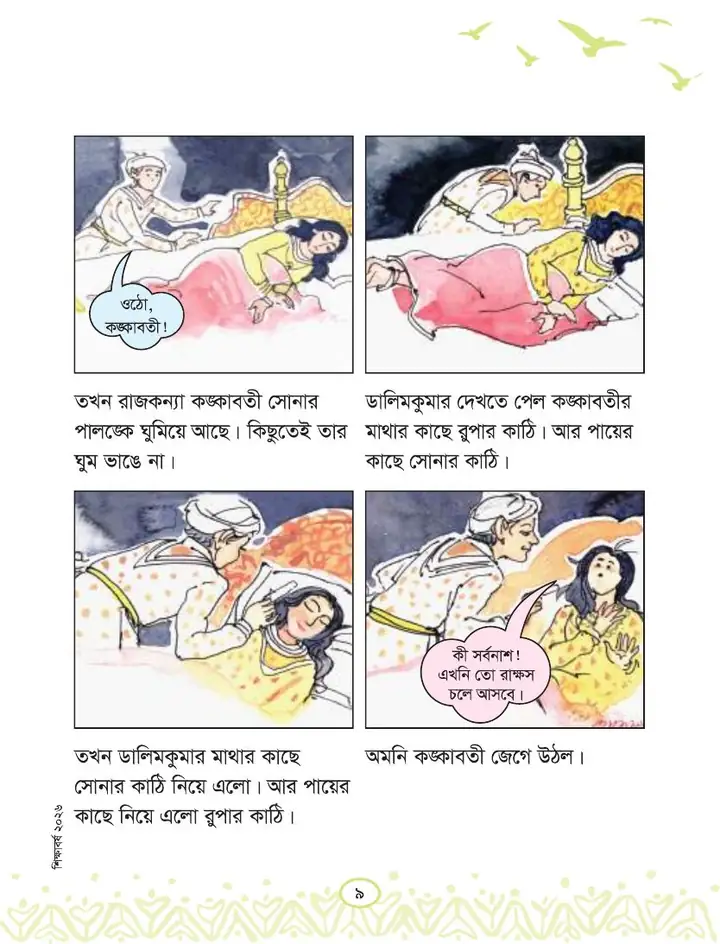 ওঠো,
কঙ্কাবতী!
তখন রাজকন্যা কঙ্কাবতী সোনার
পালঙ্কে ঘুমিয়ে আছে। কিছুতেই তার
ঘুম ভাঙে না।
ডালিমকুমার দেখতে পেল কঙ্কাবতীর
মাথার কাছে রুপার কাঠি। আর পায়ের
কাছে সোনার কাঠি।
কী সর্বনাশ!
এখনি তো রাক্ষস
চলে আসবে।
তখন ডালিমকুমার মাথার কাছে
সোনার কাঠি নিয়ে এলো। আর পায়ের
কাছে নিয়ে এলো রুপার কাঠি।
অমনি কঙ্কাবতী জেগে উঠল।
শিক্ষাবর্ষ ২০২৬
৯